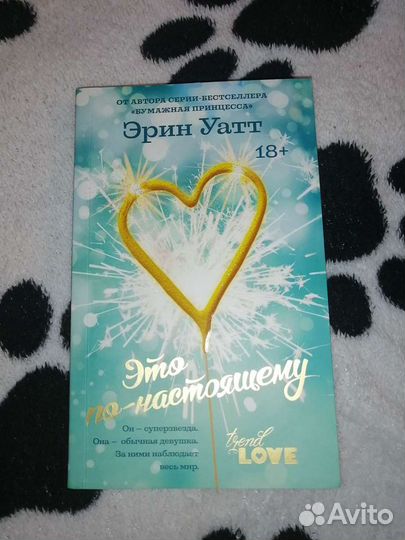 ОТ АВТОРА СЕРИИ-БЕСТСЕЛЛЕРА
«БУМАЖНАЯ ПРИНЦЕССА»
Эрин Уатт
18+
Это
по-настоящему
Он – суперзвезда.
Она – обычная девушка.
За ними наблюдает
весь мир.
trend
LOVE
Avito